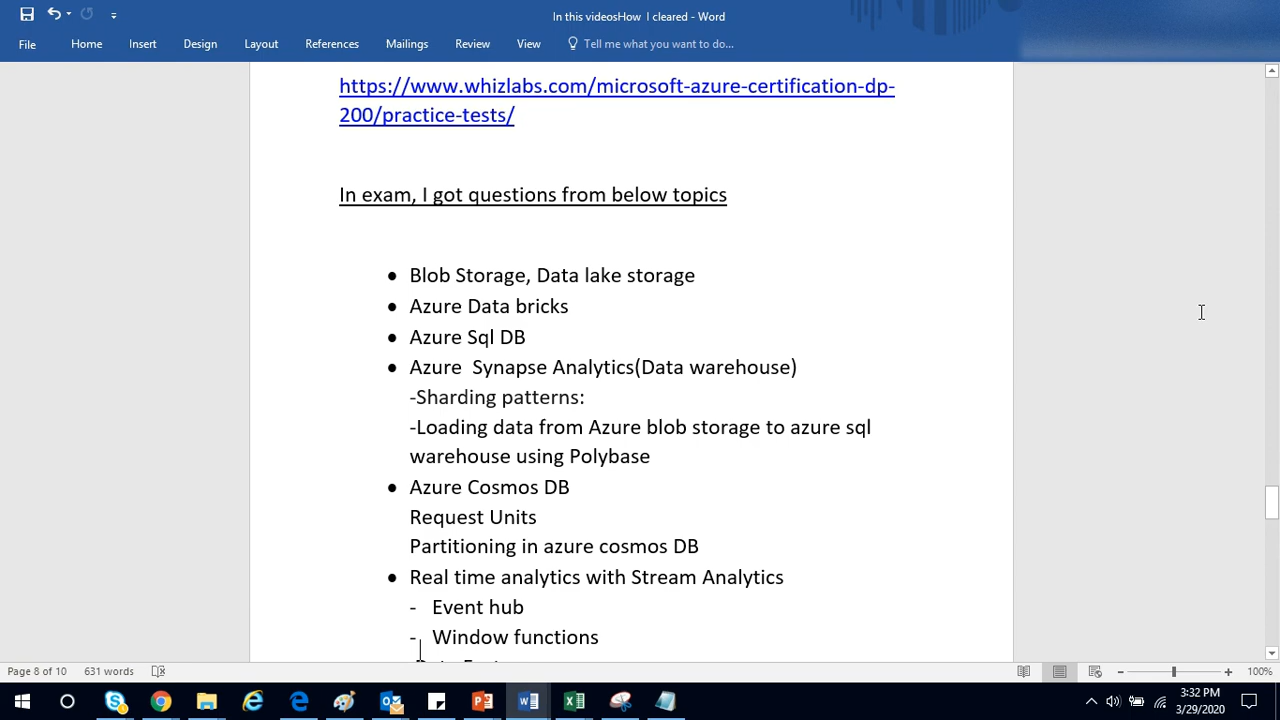 In this videosHow I cleared - Word
File Home Insert Design Layout References Mailings Review View Tell me what you want to do...
https://www.whizlabs.com/microsoft-azure-certification-dp-
200/practice-tests/
In exam, I got questions from below topics
• Blob Storage, Data lake storage
• Azure Data bricks
• Azure Sql DB
• Azure Synapse Analytics(Data warehouse)
-Sharding patterns:
-Loading data from Azure blob storage to azure sql
warehouse using Polybase
• Azure Cosmos DB
Request Units
Partitioning in azure cosmos DB
• Real time analytics with Stream Analytics
- Event hub
- Window functions
Page 8 of 10 631 words 100%
3:32 PM
3/29/2020